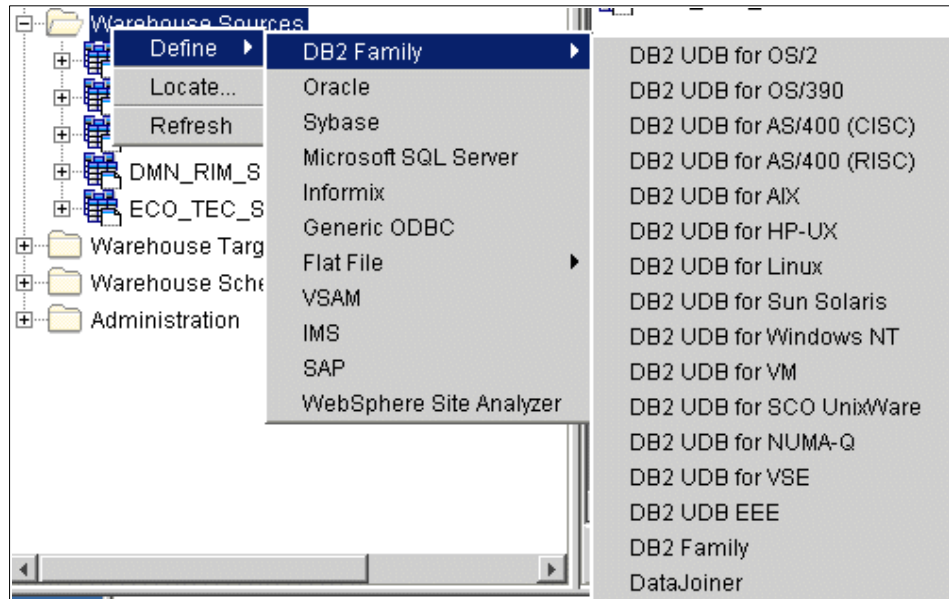 Warehouse Sources
Define
Locate...
Refresh
DMN_RIM_S
ECO_TEC_S
Warehouse Targ
Warehouse Sche
Administration
DB2 Family
Oracle
Sybase
Microsoft SQL Server
Informix
Generic ODBC
Flat File
VSAM
IMS
SAP
WebSphere Site Analyzer
DB2 UDB for OS/2
DB2 UDB for OS/390
DB2 UDB for AS/400 (CISC)
DB2 UDB for AS/400 (RISC)
DB2 UDB for AIX
DB2 UDB for HP-UX
DB2 UDB for Linux
DB2 UDB for Sun Solaris
DB2 UDB for Windows NT
DB2 UDB for VM
DB2 UDB for SCO UnixWare
DB2 UDB for NUMA-Q
DB2 UDB for VSE
DB2 UDB EEE
DB2 Family
DataJoiner